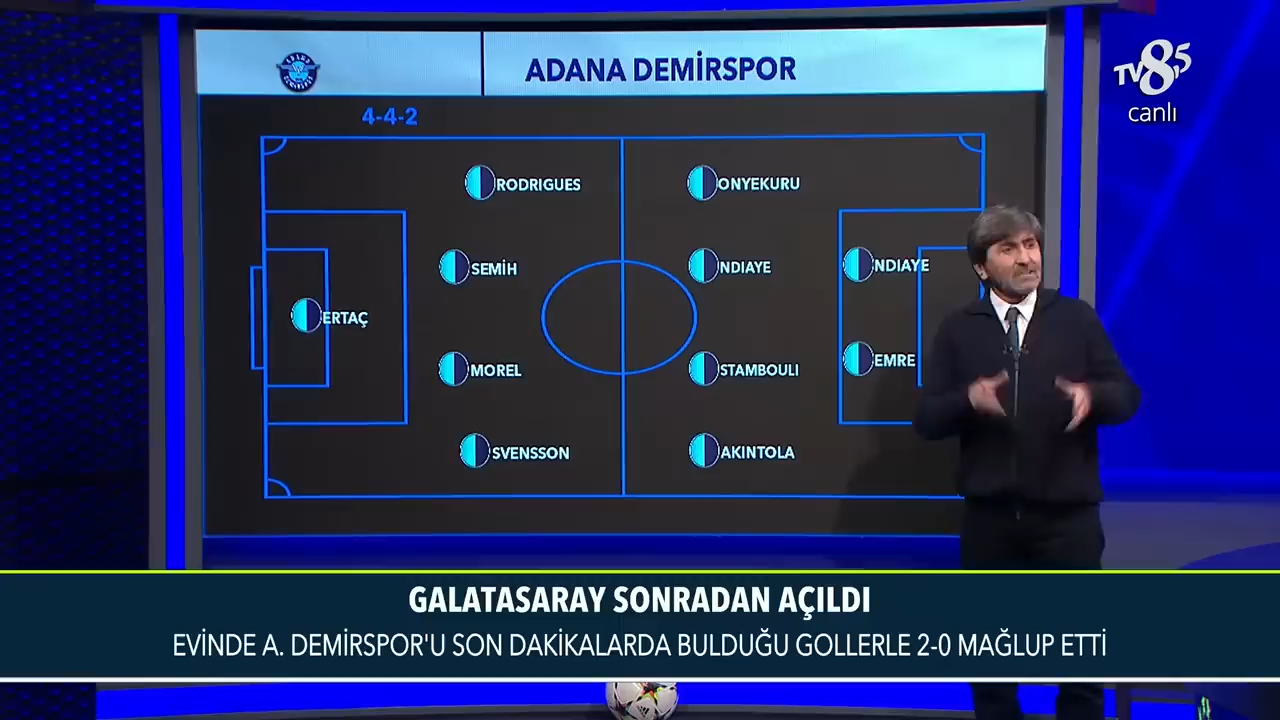 ADANA DEMİRSPOR
TV8,5
canlı
4-4-2
RODRIGUES
ONYEKURU
SEMİH
NDIAYE
NDIAYE
ERTAÇ
MOREL
STAMBOULI
EMRE
SVENSSON
AKINTOLA
GALATASARAY SONRADAN AÇILDI
EVİNDE A. DEMİRSPOR'U SON DAKİKALARDA BULDUĞU GOLLERLE 2-0 MAĞLUP ETTİ